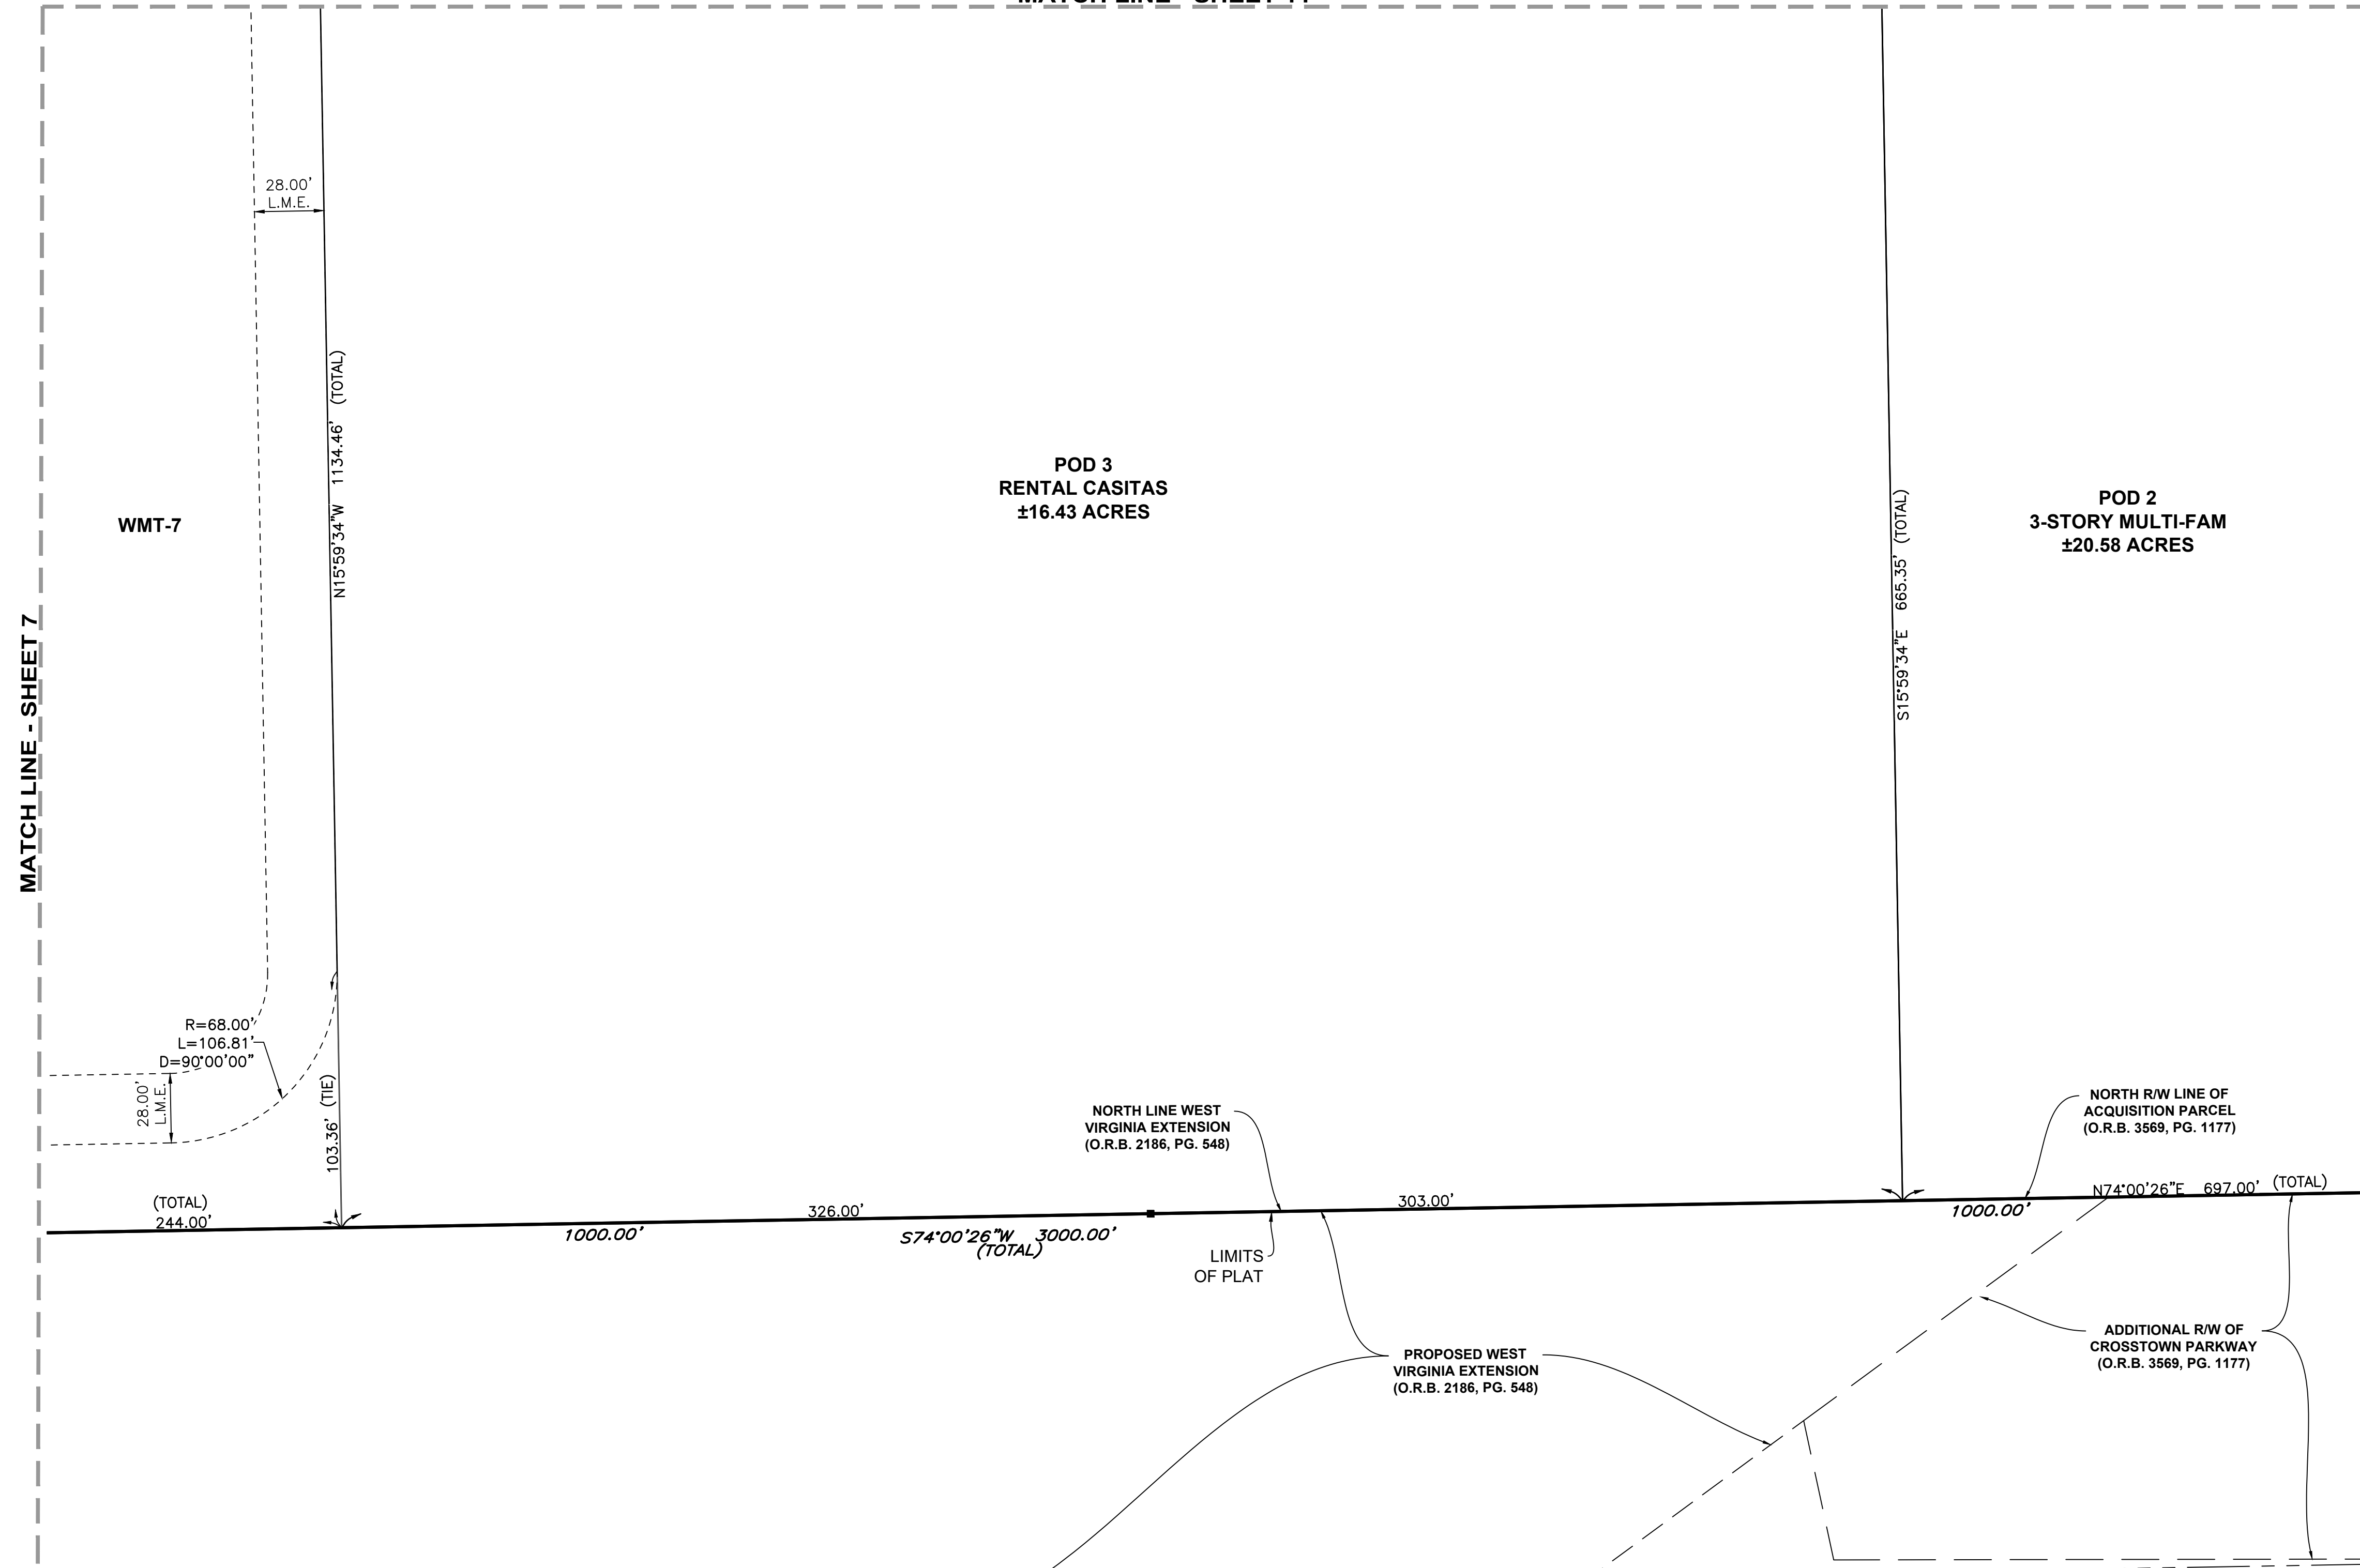 28.00'
L.M.E.
N15°59'34"W 1134.46' (TOTAL)
POD 3
RENTAL CASITAS
±16.43 ACRES
WMT-7
S15°59'34"E 665.35' (TOTAL)
POD 2
3-STORY MULTI-FAM
±20.58 ACRES
MATCH LINE - SHEET 7
R=68.00'
L=106.81'
D=90°00'00"
28.00'
L.M.E.
103.36' (TIE)
NORTH LINE WEST
VIRGINIA EXTENSION
(O.R.B. 2186, PG. 548)
NORTH R/W LINE OF
ACQUISITION PARCEL
(O.R.B. 3569, PG. 1177)
(TOTAL)
244.00'
326.00'
303.00'
N74°00'26"E 697.00' (TOTAL)
1000.00'
S74°00'26"W 3000.00'
(TOTAL)
1000.00'
LIMITS
OF PLAT
PROPOSED WEST
VIRGINIA EXTENSION
(O.R.B. 2186, PG. 548)
ADDITIONAL R/W OF
CROSSTOWN PARKWAY
(O.R.B. 3569, PG. 1177)